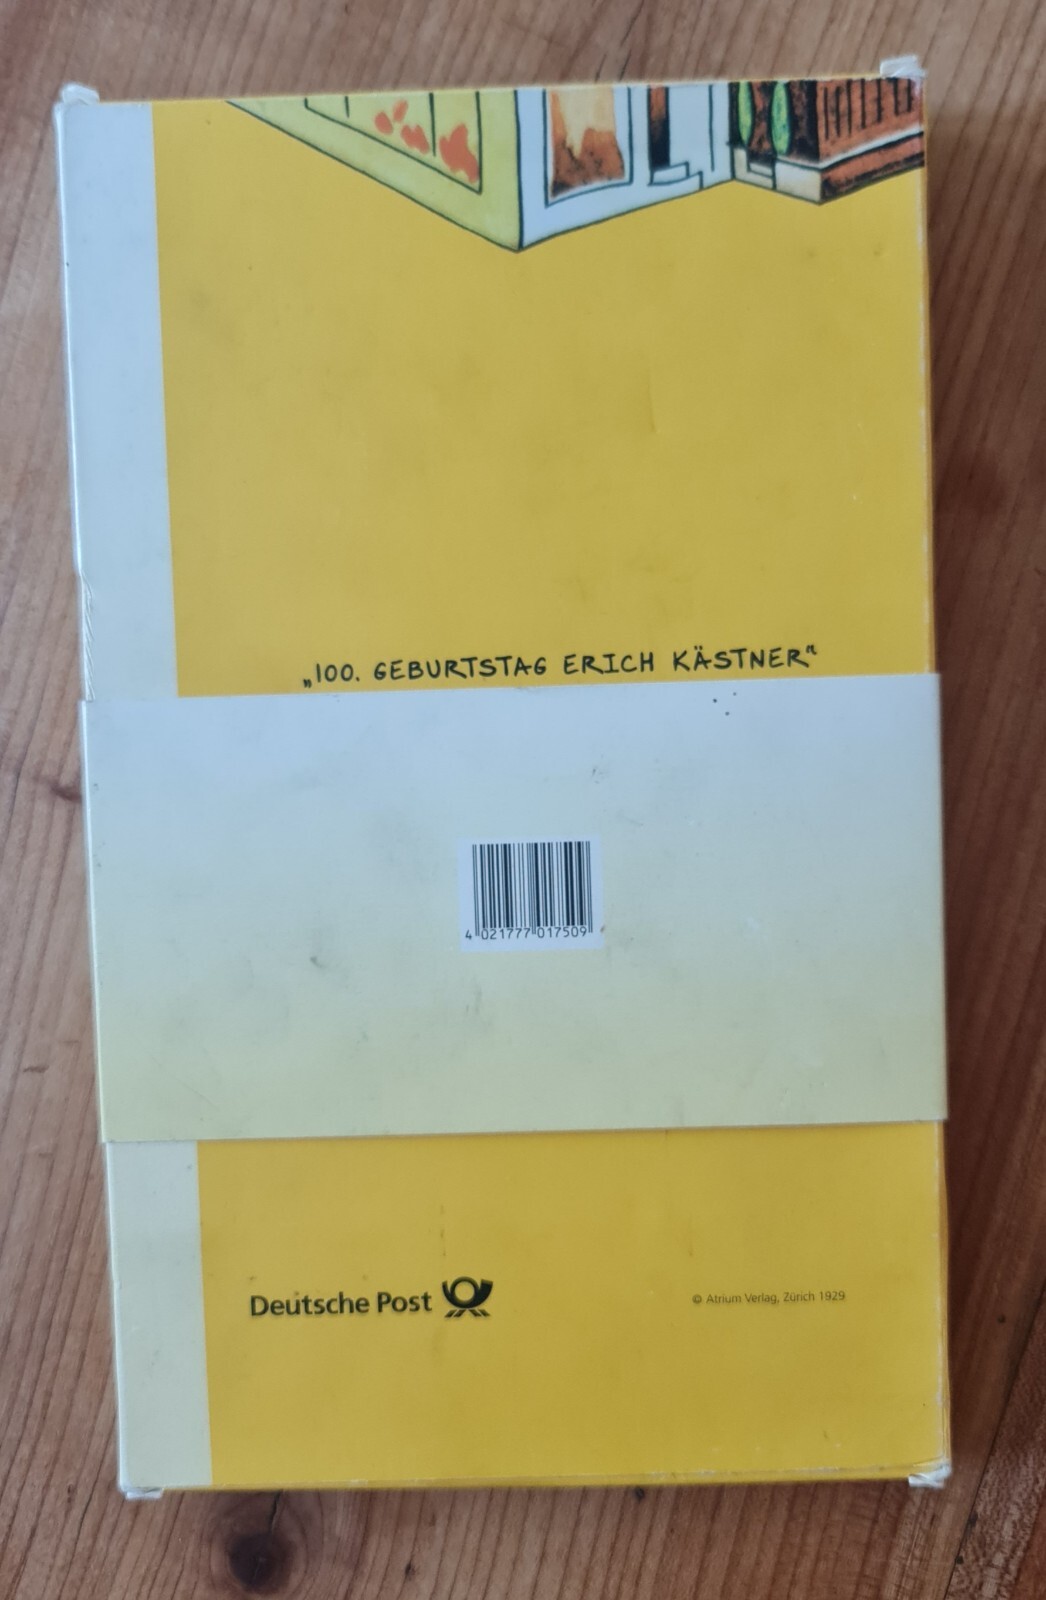 „100. GEBURTSTAG ERICH KÄSTNER"
4 021777 017509
Deutsche Post
© Atrium Verlag, Zürich 1929